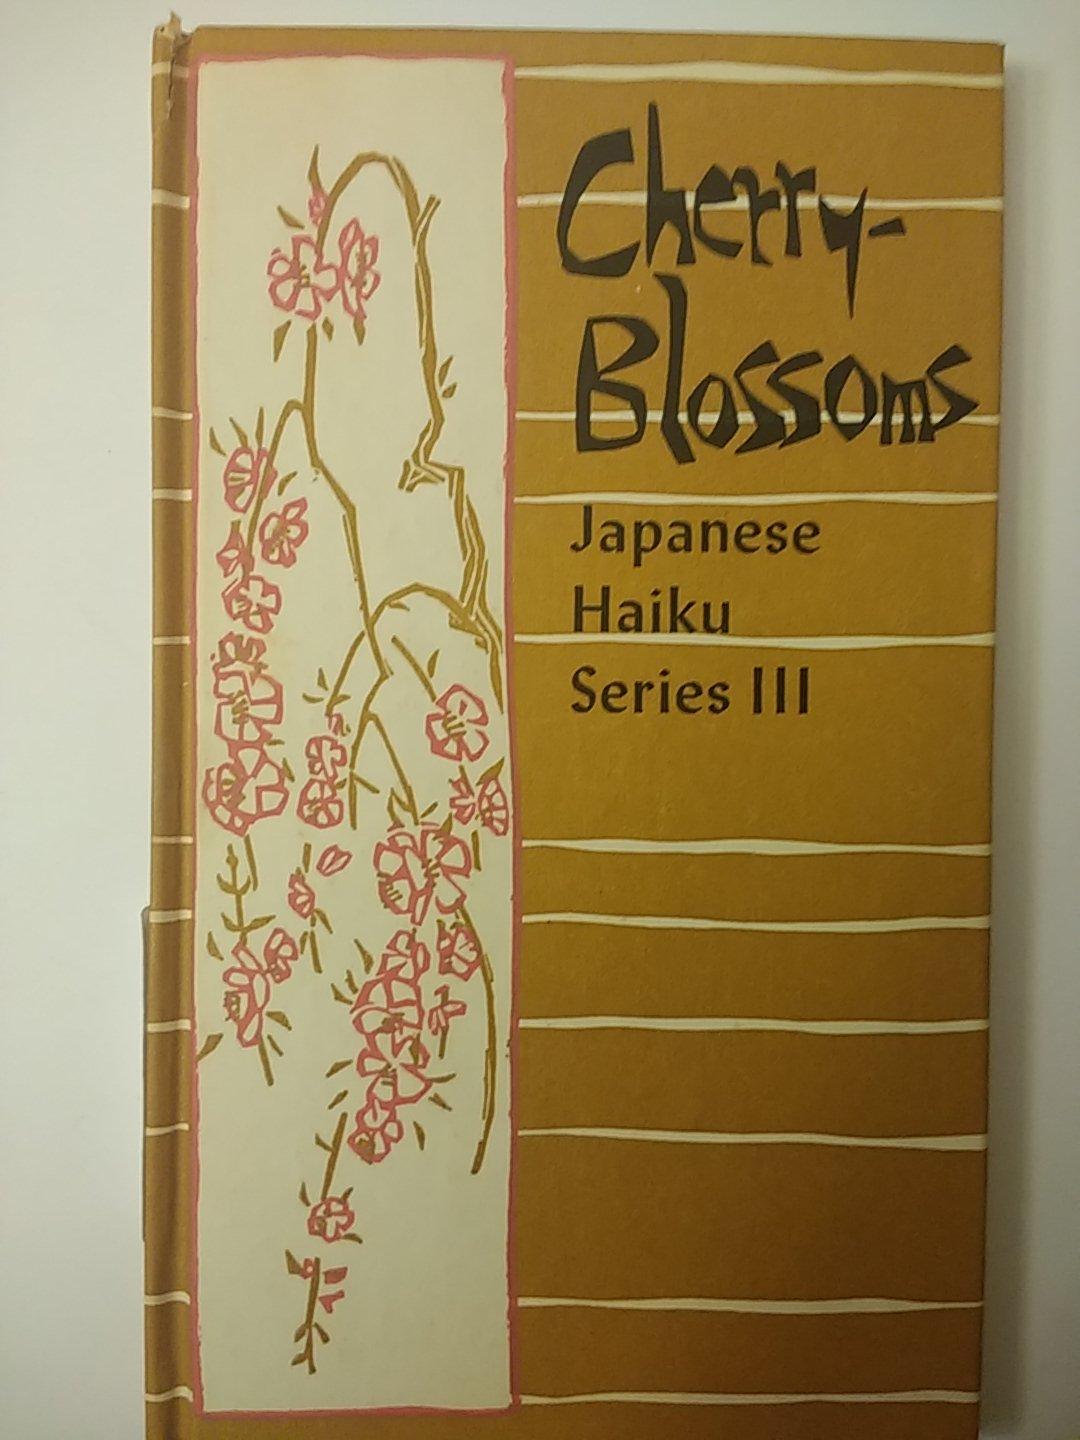 Cherry-
Blossoms
Japanese
Haiku
Series III